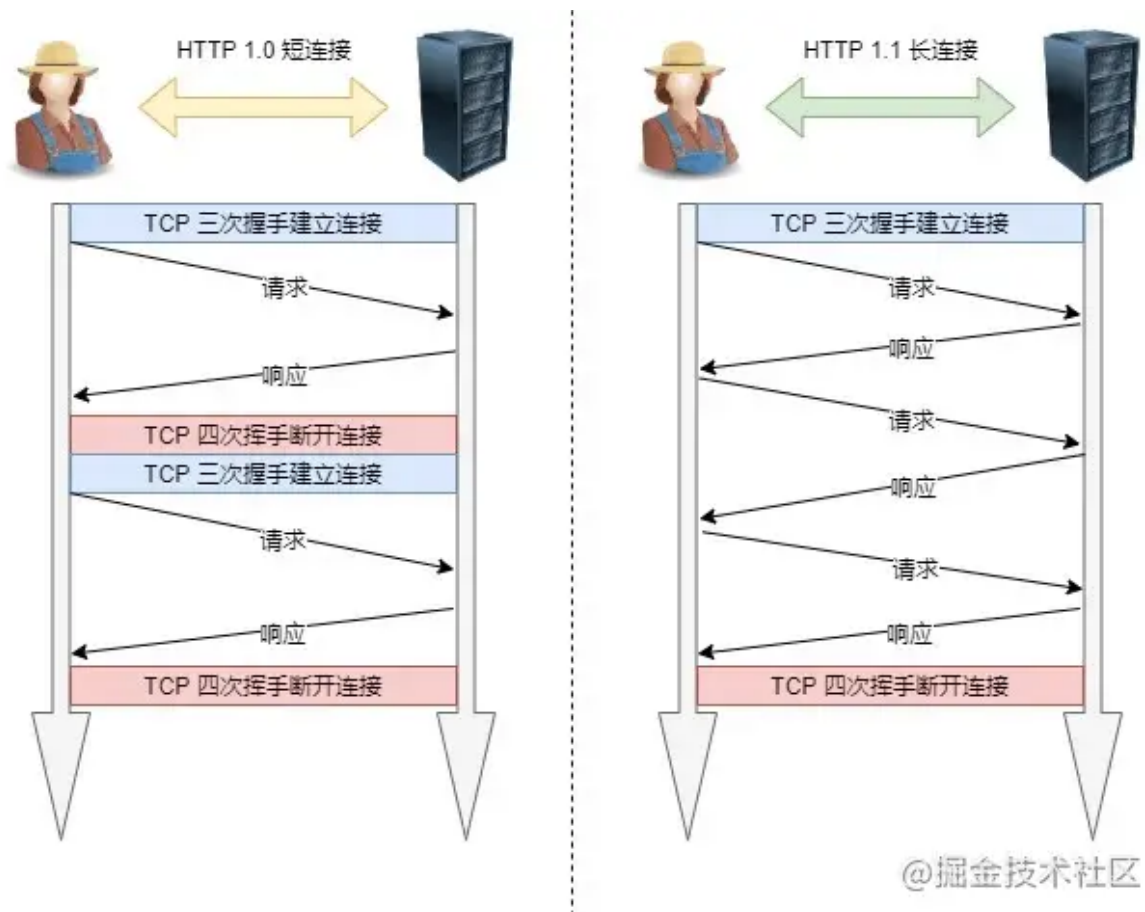 HTTP 1.0 短连接
TCP 三次握手建立连接
请求
响应
TCP 四次挥手断开连接
TCP 三次握手建立连接
请求
响应
TCP 四次挥手断开连接
HTTP 1.1 长连接
TCP 三次握手建立连接
请求
响应
请求
响应
请求
响应
TCP 四次挥手断开连接
@掘金技术社区